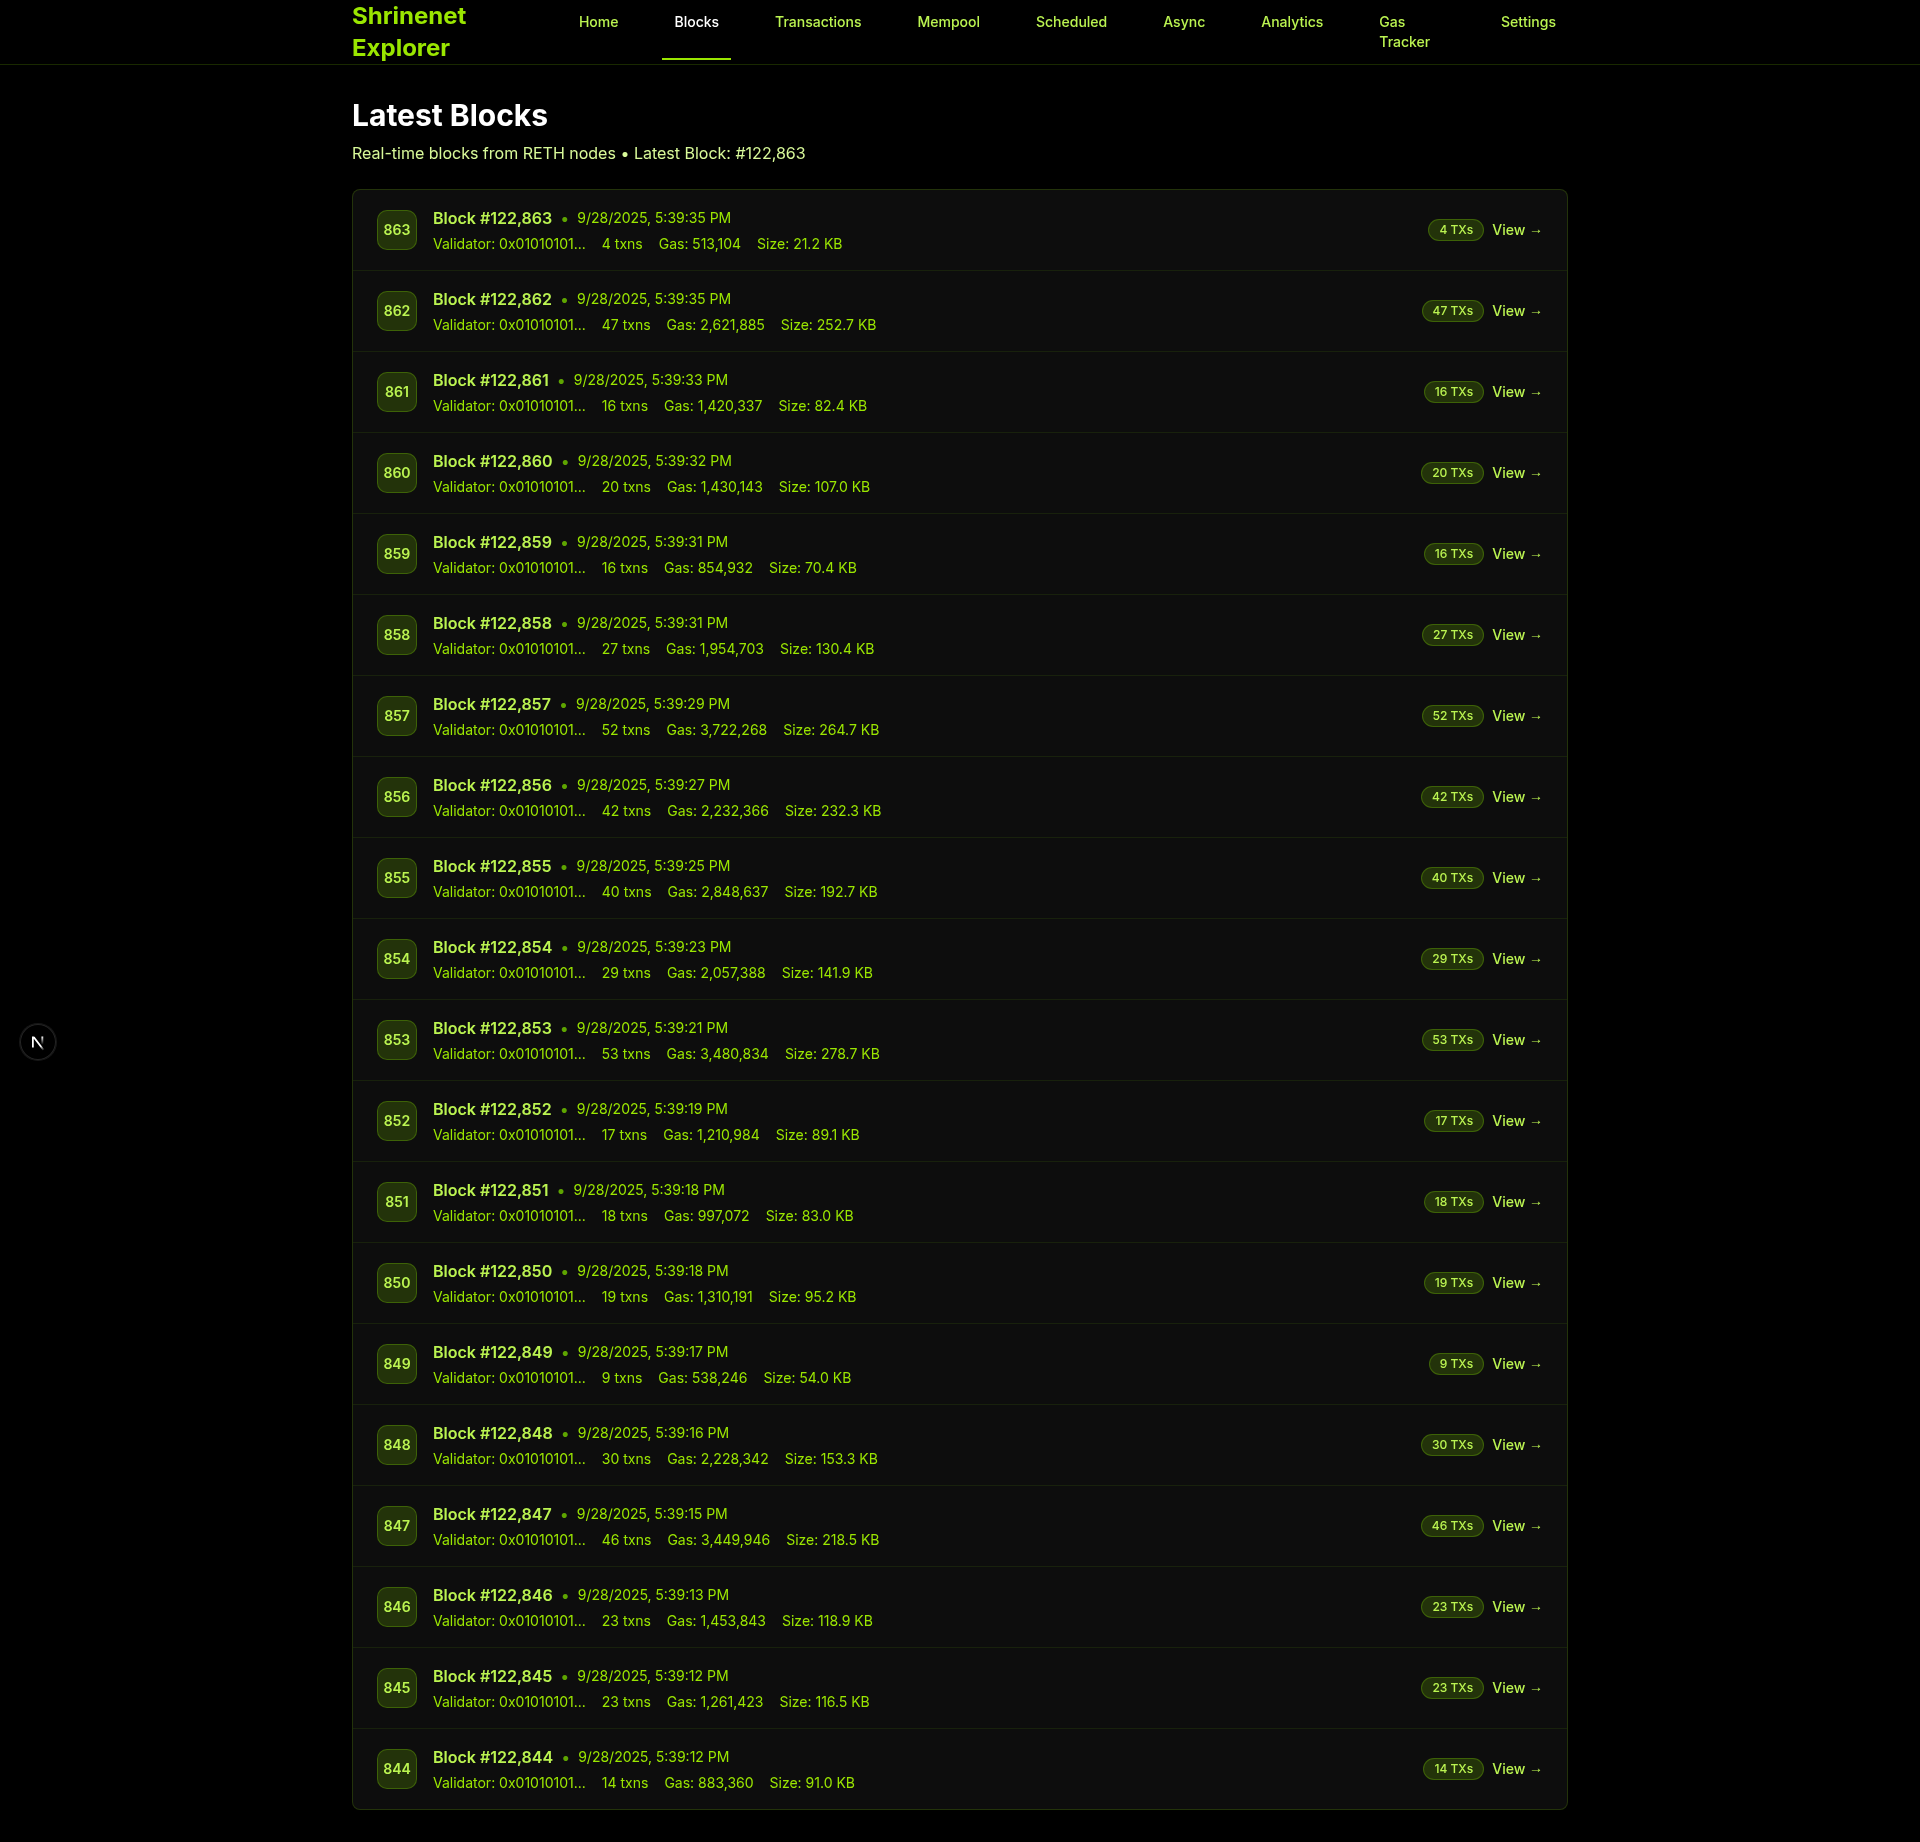 Shrinenet Explorer
Home Blocks Transactions Mempool Scheduled Async Analytics Gas Tracker Settings
Latest Blocks
Real-time blocks from RETH nodes • Latest Block: #122,863
863 Block #122,863 • 9/28/2025, 5:39:35 PM
Validator: 0x01010101... 4 txns Gas: 513,104 Size: 21.2 KB 4 TXs View →
862 Block #122,862 • 9/28/2025, 5:39:35 PM
Validator: 0x01010101... 47 txns Gas: 2,621,885 Size: 252.7 KB 47 TXs View →
861 Block #122,861 • 9/28/2025, 5:39:33 PM
Validator: 0x01010101... 16 txns Gas: 1,420,337 Size: 82.4 KB 16 TXs View →
860 Block #122,860 • 9/28/2025, 5:39:32 PM
Validator: 0x01010101... 20 txns Gas: 1,430,143 Size: 107.0 KB 20 TXs View →
859 Block #122,859 • 9/28/2025, 5:39:31 PM
Validator: 0x01010101... 16 txns Gas: 854,932 Size: 70.4 KB 16 TXs View →
858 Block #122,858 • 9/28/2025, 5:39:31 PM
Validator: 0x01010101... 27 txns Gas: 1,954,703 Size: 130.4 KB 27 TXs View →
857 Block #122,857 • 9/28/2025, 5:39:29 PM
Validator: 0x01010101... 52 txns Gas: 3,722,268 Size: 264.7 KB 52 TXs View →
856 Block #122,856 • 9/28/2025, 5:39:27 PM
Validator: 0x01010101... 42 txns Gas: 2,232,366 Size: 232.3 KB 42 TXs View →
855 Block #122,855 • 9/28/2025, 5:39:25 PM
Validator: 0x01010101... 40 txns Gas: 2,848,637 Size: 192.7 KB 40 TXs View →
854 Block #122,854 • 9/28/2025, 5:39:23 PM
Validator: 0x01010101... 29 txns Gas: 2,057,388 Size: 141.9 KB 29 TXs View →
853 Block #122,853 • 9/28/2025, 5:39:21 PM
Validator: 0x01010101... 53 txns Gas: 3,480,834 Size: 278.7 KB 53 TXs View →
852 Block #122,852 • 9/28/2025, 5:39:19 PM
Validator: 0x01010101... 17 txns Gas: 1,210,984 Size: 89.1 KB 17 TXs View →
851 Block #122,851 • 9/28/2025, 5:39:18 PM
Validator: 0x01010101... 18 txns Gas: 997,072 Size: 83.0 KB 18 TXs View →
850 Block #122,850 • 9/28/2025, 5:39:18 PM
Validator: 0x01010101... 19 txns Gas: 1,310,191 Size: 95.2 KB 19 TXs View →
849 Block #122,849 • 9/28/2025, 5:39:17 PM
Validator: 0x01010101... 9 txns Gas: 538,246 Size: 54.0 KB 9 TXs View →
848 Block #122,848 • 9/28/2025, 5:39:16 PM
Validator: 0x01010101... 30 txns Gas: 2,228,342 Size: 153.3 KB 30 TXs View →
847 Block #122,847 • 9/28/2025, 5:39:15 PM
Validator: 0x01010101... 46 txns Gas: 3,449,946 Size: 218.5 KB 46 TXs View →
846 Block #122,846 • 9/28/2025, 5:39:13 PM
Validator: 0x01010101... 23 txns Gas: 1,453,843 Size: 118.9 KB 23 TXs View →
845 Block #122,845 • 9/28/2025, 5:39:12 PM
Validator: 0x01010101... 23 txns Gas: 1,261,423 Size: 116.5 KB 23 TXs View →
844 Block #122,844 • 9/28/2025, 5:39:12 PM
Validator: 0x01010101... 14 txns Gas: 883,360 Size: 91.0 KB 14 TXs View →
N